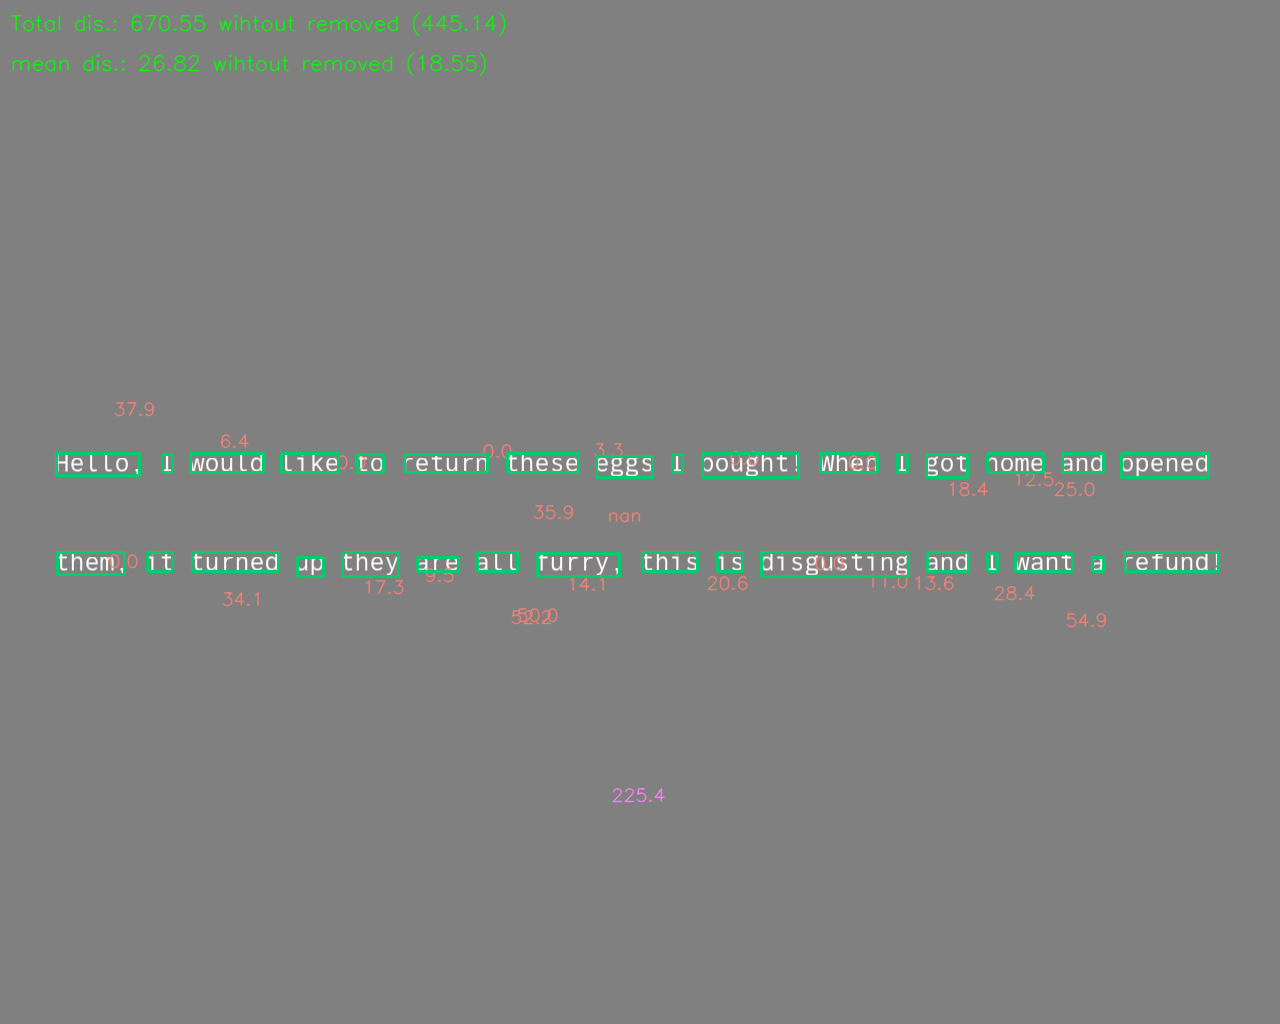 Total dis.: 670.55 wihtout removed (445.14)
mean dis.: 26.82 wihtout removed (18.55)
37.9
6.4 0.0 3.3
Hello, I would like to return these eggs I bought! When I got home and opened
18.4 12.5 25.0
35.9 nan
them, it turned up they are all furry, this is disgusting and I want a refund!
0.0 9.5
34.1 17.3 14.1 20.6 11.0 13.6 28.4
52.2 50.0 54.9
225.4